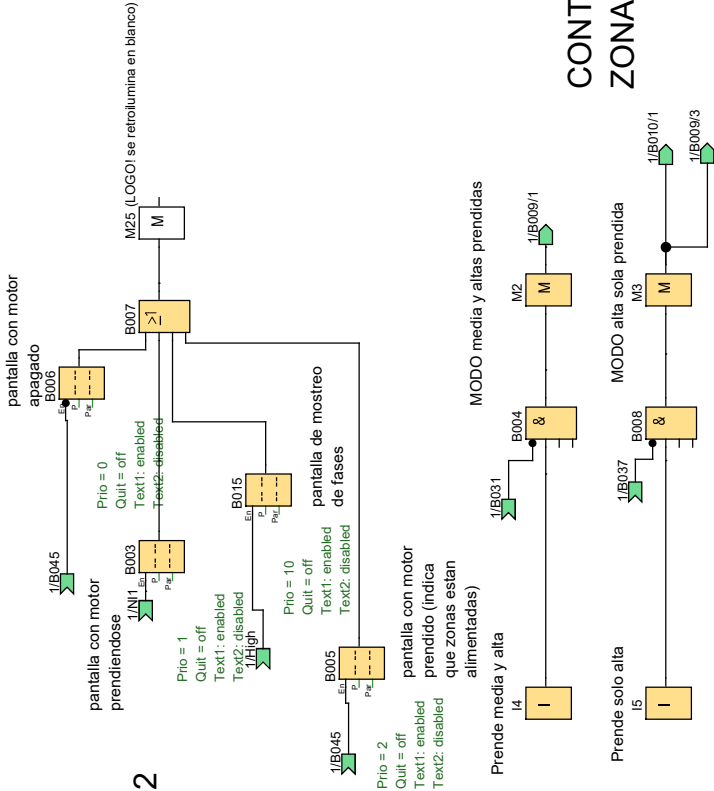 2
pantalla con motor
apagado
B006
En
P
Par
1/B045
Prio = 0
Quit = off
Text1: enabled
Text2: disabled
pantalla con motor
prendiendose
1/NI1
B003
En
P
Par
Prio = 1
Quit = off
Text1: enabled
Text2: disabled
1/High
B015
En
P
Par
pantalla de mostreo
de fases
Prio = 10
Quit = off
Text1: enabled
Text2: disabled
1/B045
B005
En
P
Par
pantalla con motor
prendido (indica
que zonas estan
alimentadas)
Prio = 2
Quit = off
Text1: enabled
Text2: disabled
B007
≥1
M25 (LOGO! se retroilumina en blanco)
M
Prende media y alta
I4
I
1/B031
B004
&
MODO media y altas prendidas
M2
M
1/B009/1
Prende solo alta
I5
I
1/B037
B008
&
MODO alta sola prendida
M3
M
1/B010/1
1/B009/3
CONT
ZONA